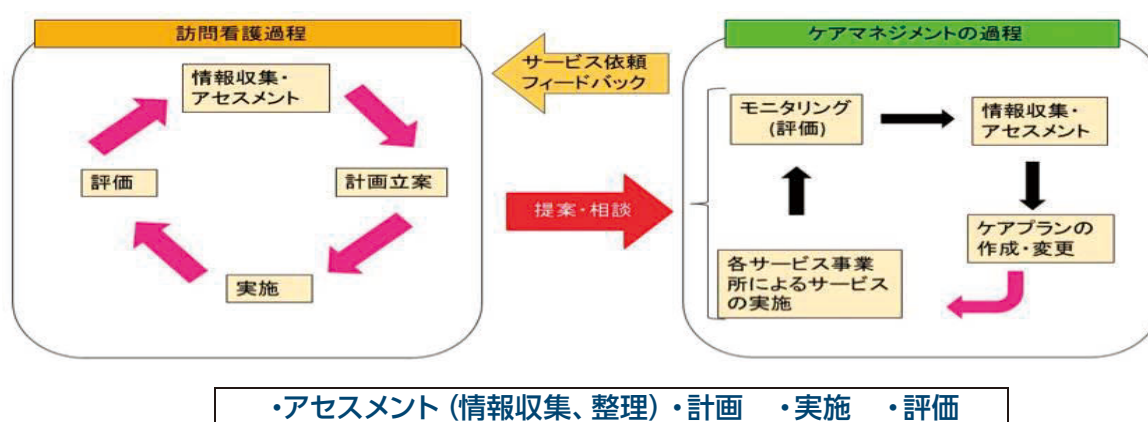 訪問看護過程
情報収集・
アセスメント
計画立案
実施
評価
サービス依頼
フィードバック
提案・相談
ケアマネジメントの過程
モニタリング
(評価)
情報収集・
アセスメント
ケアプランの
作成・変更
各サービス事業
所によるサービス
の実施
・アセスメント（情報収集、整理）・計画　・実施　・評価